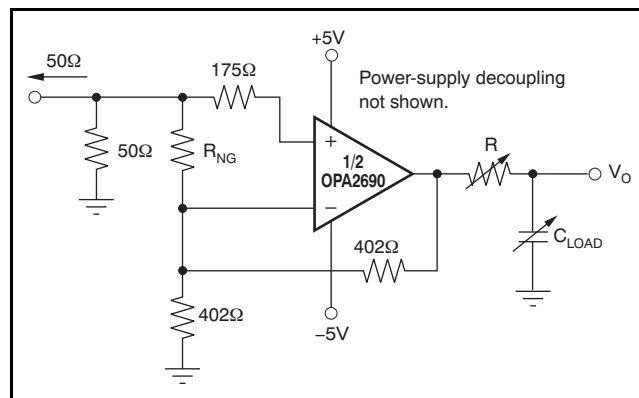 50Ω
+5V
175Ω
Power-supply decoupling
not shown.
50Ω
R_NG
+
1/2
OPA2690
−
R
V_O
402Ω
C_LOAD
402Ω
−5V